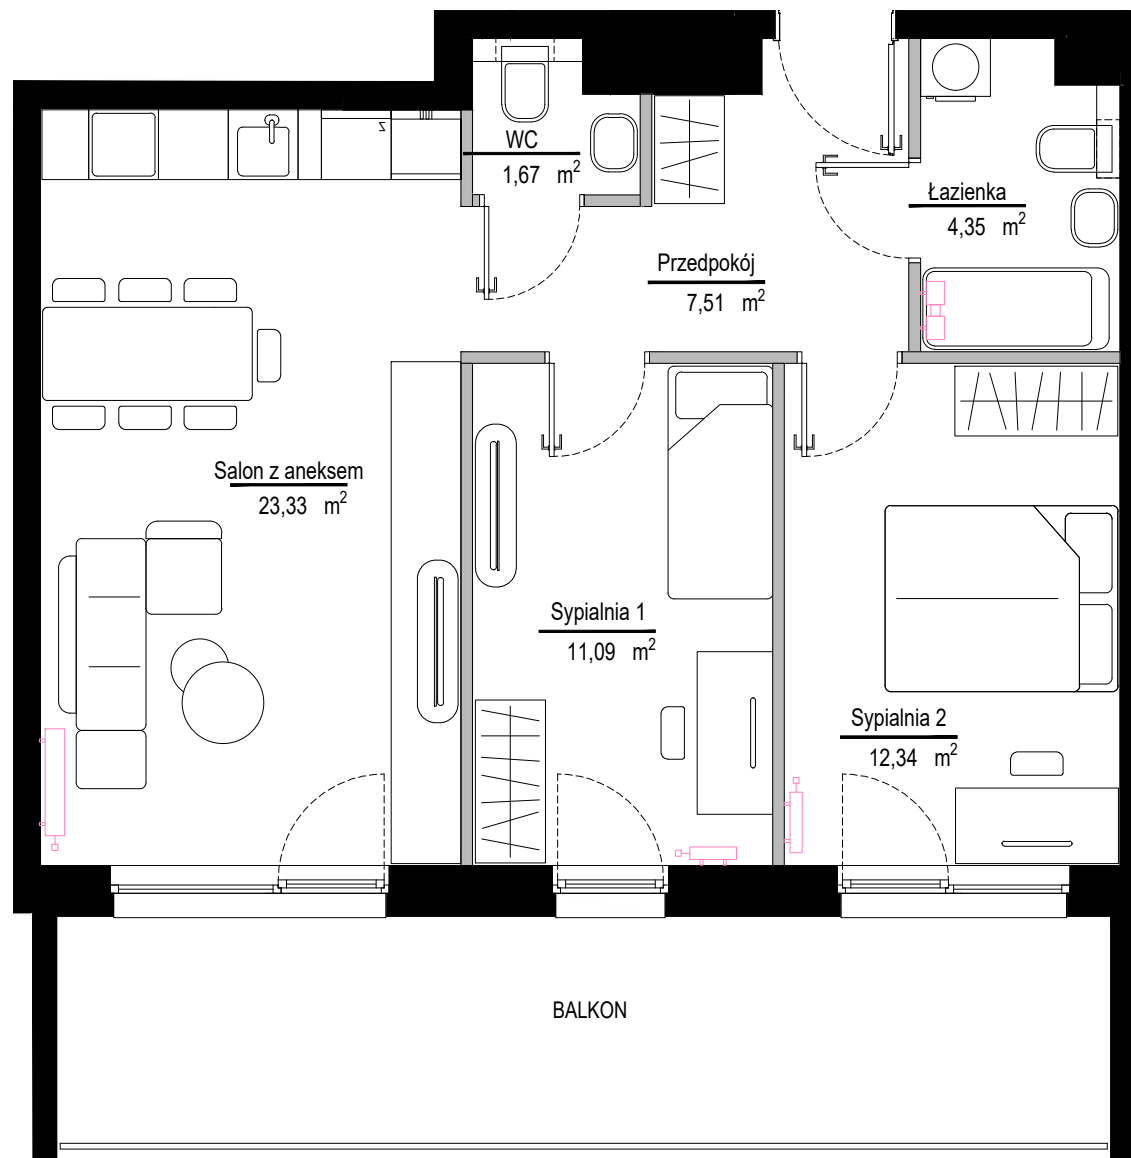 WC
1,67 m²
Łazienka
4,35 m²
Przedpokój
7,51 m²
Salon z aneksem
23,33 m²
Sypialnia 1
11,09 m²
Sypialnia 2
12,34 m²
BALKON